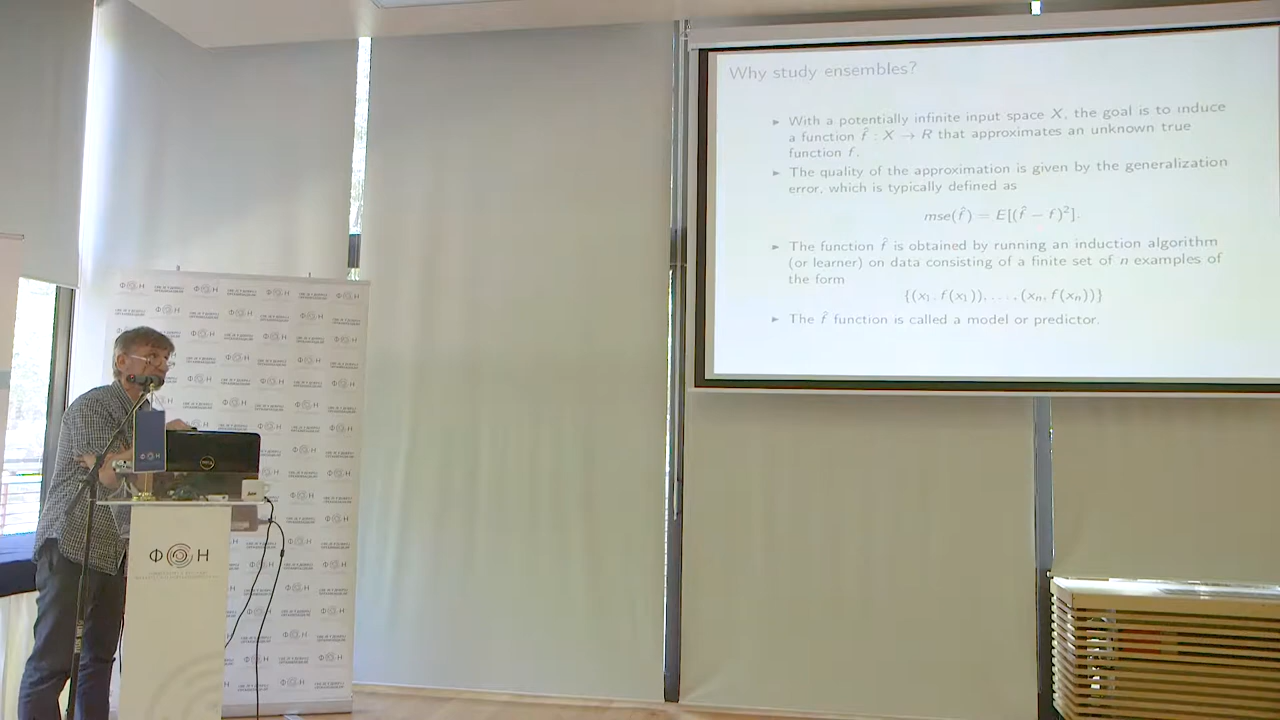 Why study ensembles?
► With a potentially infinite input space X, the goal is to induce
a function f̂ : X → R that approximates an unknown true
function f.
► The quality of the approximation is given by the generalization
error, which is typically defined as
mse(f̂) = E[(f̂ − f)²].
► The function f̂ is obtained by running an induction algorithm
(or learner) on data consisting of a finite set of n examples of
the form
{(x₁, f(x₁)), . . . , (xₙ, f(xₙ))}
► The f̂ function is called a model or predictor.
ФОН
DELL